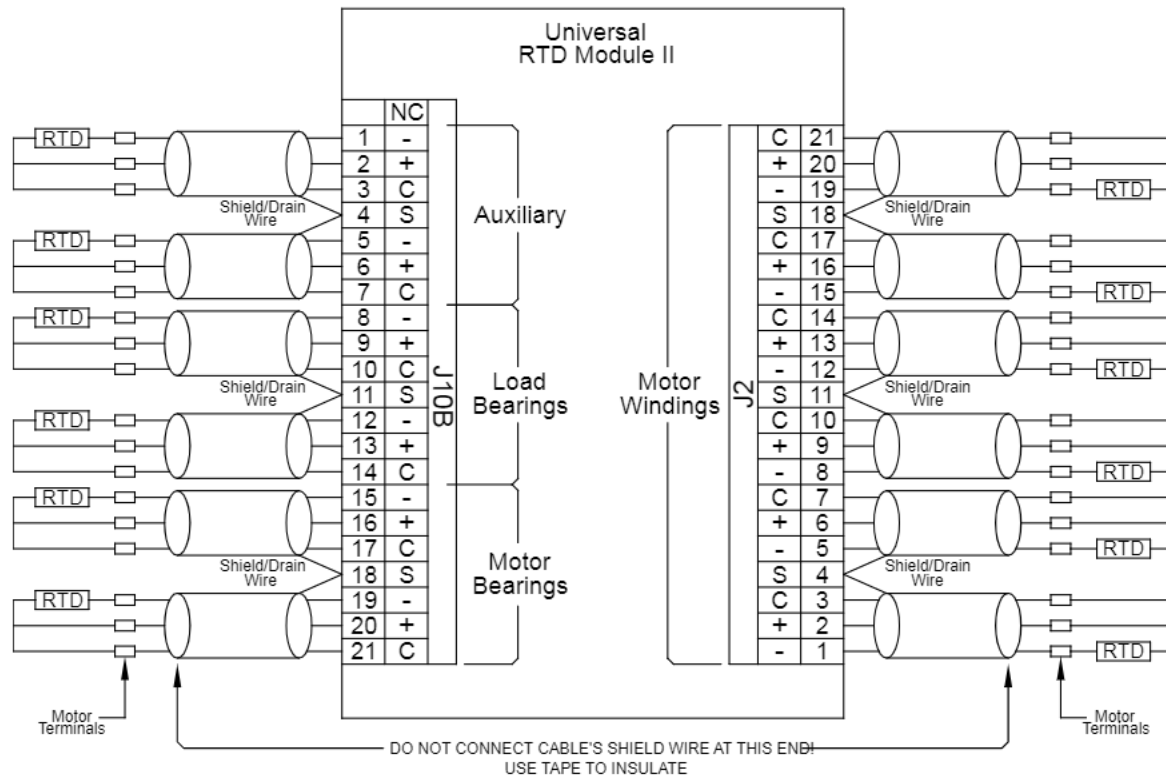 Universal
RTD Module II
NC
RTD 1 - C 21
2 + + 20
3 C - 19 RTD
Shield/Drain
Wire
4 S Auxiliary S 18
Shield/Drain
Wire
RTD 5 - C 17
6 + + 16
7 C - 15 RTD
RTD 8 - C 14
9 + + 13
10 C - 12 RTD
Shield/Drain
Wire
11 S J10B
Load
Bearings
Motor
Windings
J2 S 11
Shield/Drain
Wire
RTD 12 - C 10
13 + + 9
14 C - 8 RTD
RTD 15 - C 7
16 + + 6
17 C - 5 RTD
Shield/Drain
Wire
18 S
Motor
Bearings
S 4
Shield/Drain
Wire
RTD 19 - C 3
20 + + 2
21 C - 1 RTD
Motor
Terminals
Motor
Terminals
DO NOT CONNECT CABLE'S SHIELD WIRE AT THIS END!
USE TAPE TO INSULATE